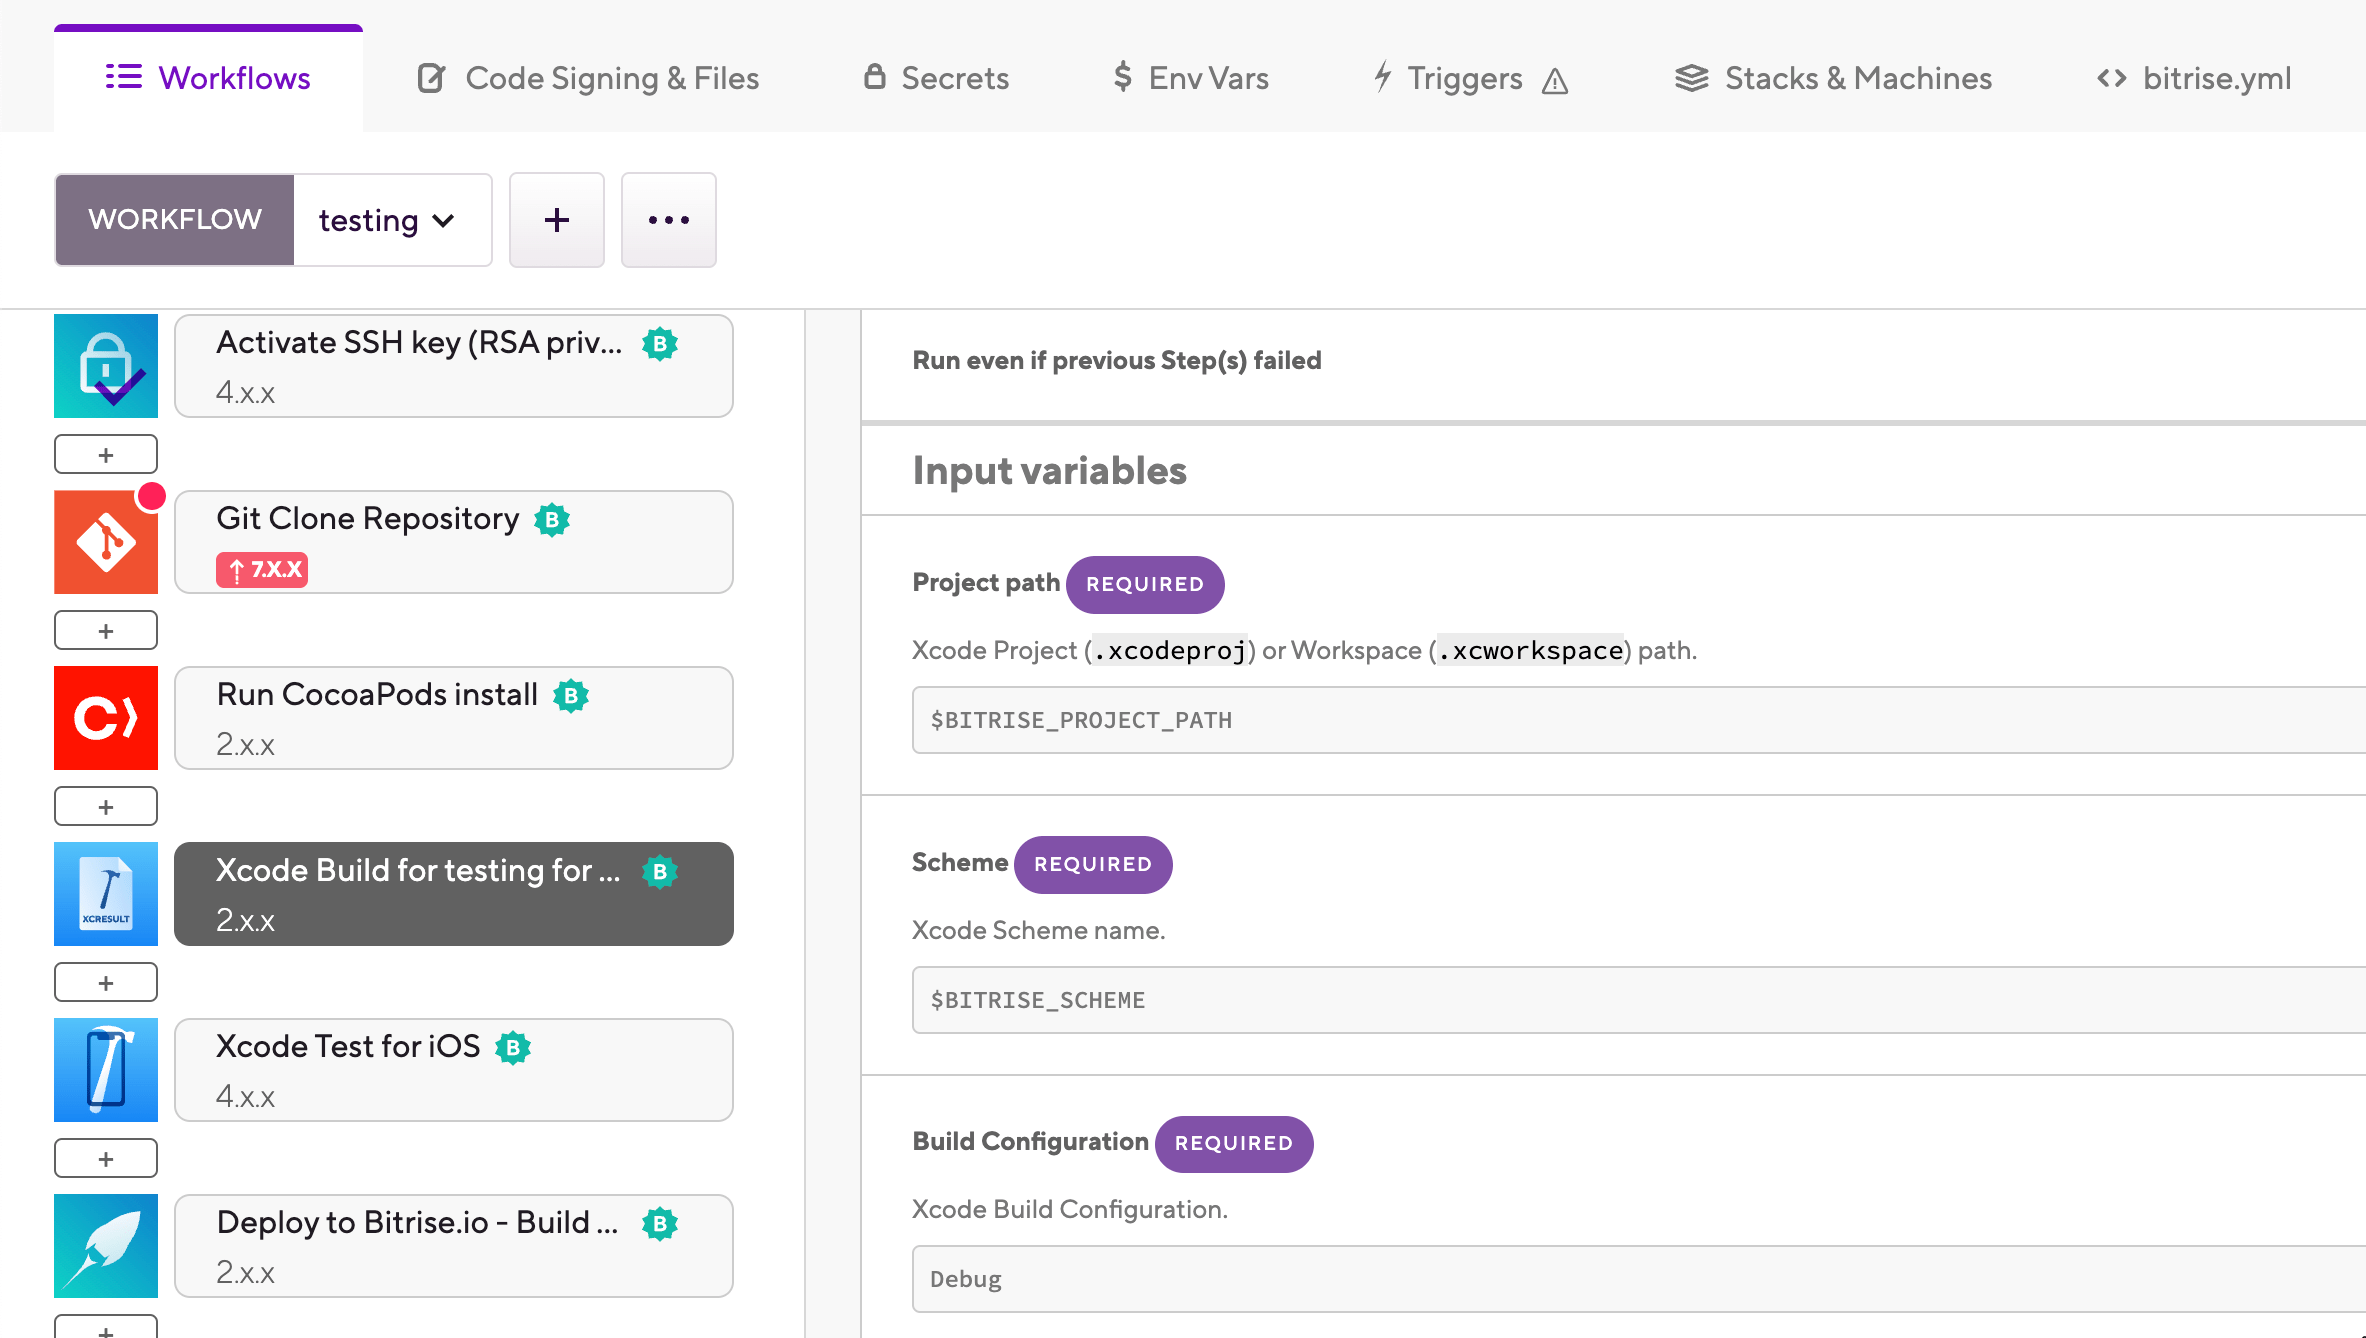 Workflows
Code Signing & Files
Secrets
$ Env Vars
Triggers
Stacks & Machines
<> bitrise.yml
WORKFLOW
testing
+
...
Activate SSH key (RSA priv...
B
4.x.x
+
Git Clone Repository
B
↑ 7.X.X
+
Run CocoaPods install
B
2.x.x
+
XCRESULT
Xcode Build for testing for ...
B
2.x.x
+
Xcode Test for iOS
B
4.x.x
+
Deploy to Bitrise.io - Build ...
B
2.x.x
+
Run even if previous Step(s) failed
Input variables
Project path REQUIRED
Xcode Project (.xcodeproj) or Workspace (.xcworkspace) path.
$BITRISE_PROJECT_PATH
Scheme REQUIRED
Xcode Scheme name.
$BITRISE_SCHEME
Build Configuration REQUIRED
Xcode Build Configuration.
Debug